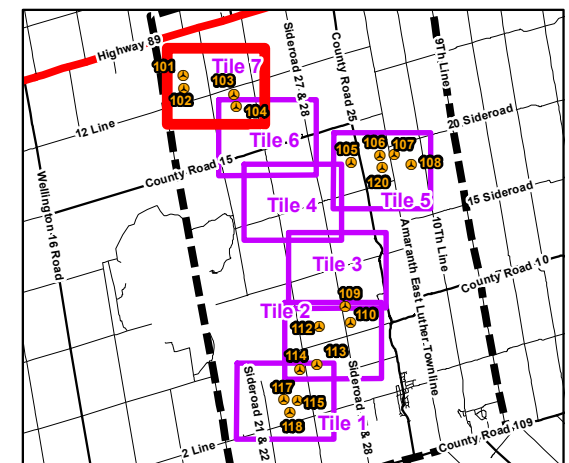 Highway 89
101
102
103
104
Tile 7
12 Line
Sideroad 27 & 28
County Road 25
9Th Line
20 Sideroad
Tile 6
County Road 15
105
106
107
108
120
Tile 5
Wellington 16 Road
Tile 4
15 Sideroad
10Th Line
Amaranth East Luther Townline
Tile 3
County Road 10
Tile 2
109
110
112
113
114
Sideroad 21 & 22
117
115
118
Tile 1
2 Line
County Road 109